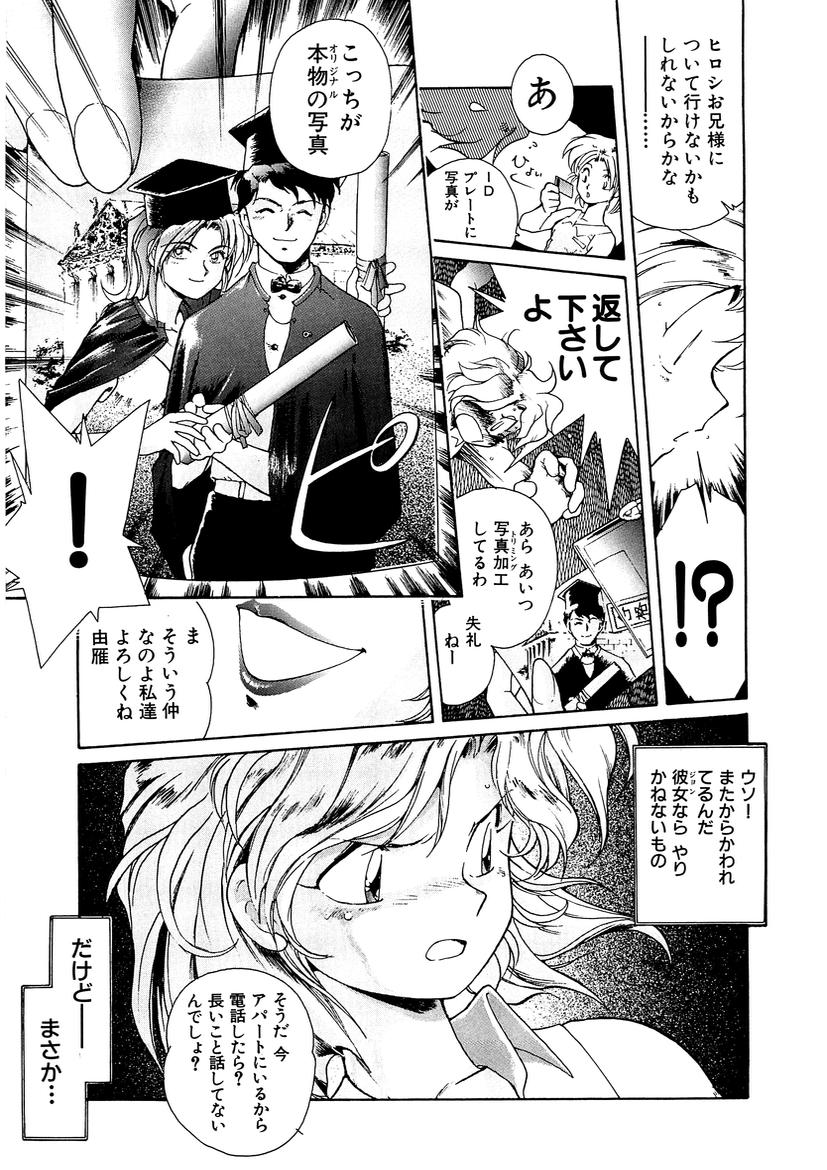 ヒロシお兄様に
ついて行けないかも
しれないからかな
―――……
!?
あ
ひょい
ID
プレートに
写真が
返して
下さい
よ
あら あいつ
写真加工
トリミング
してるわ
失礼
ねー
こっちが
本物の写真
オリジナル
ピ
!
ま
そういう仲
なのよ私達
よろしくね
由雁
ウソ!
またからかわれ
てるんだ
彼女なら やり
ジョン
かねないもの
そうだ 今
アパートにいるから
電話したら?
長いこと話してない
んでしょ?
だけど――
まさか…